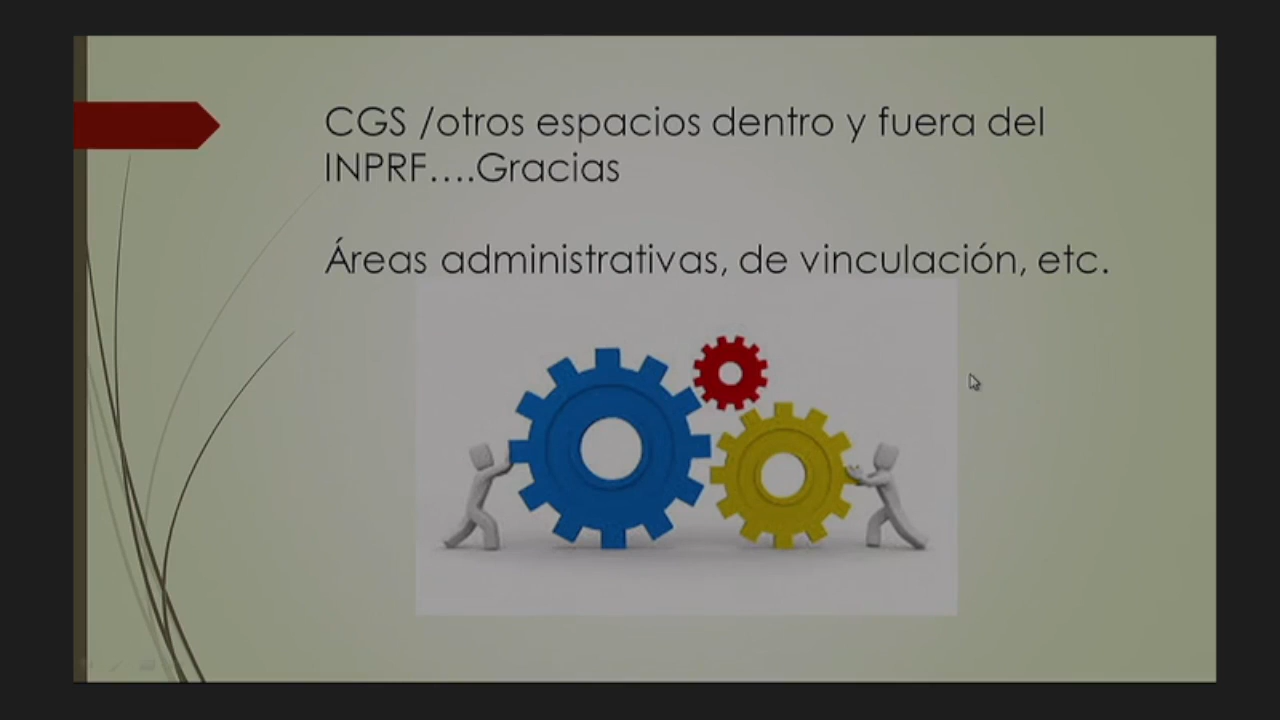 CGS /otros espacios dentro y fuera del
INPRF....Gracias
Áreas administrativas, de vinculación, etc.